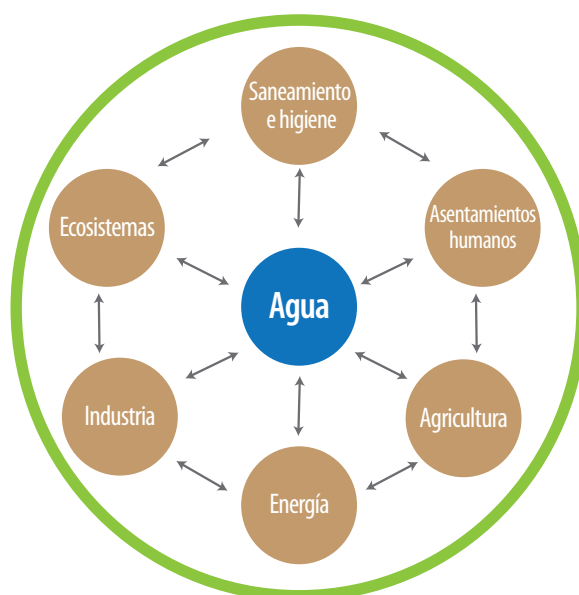 Saneamiento
e higiene
Ecosistemas
Asentamientos
humanos
Agua
Industria
Agricultura
Energía